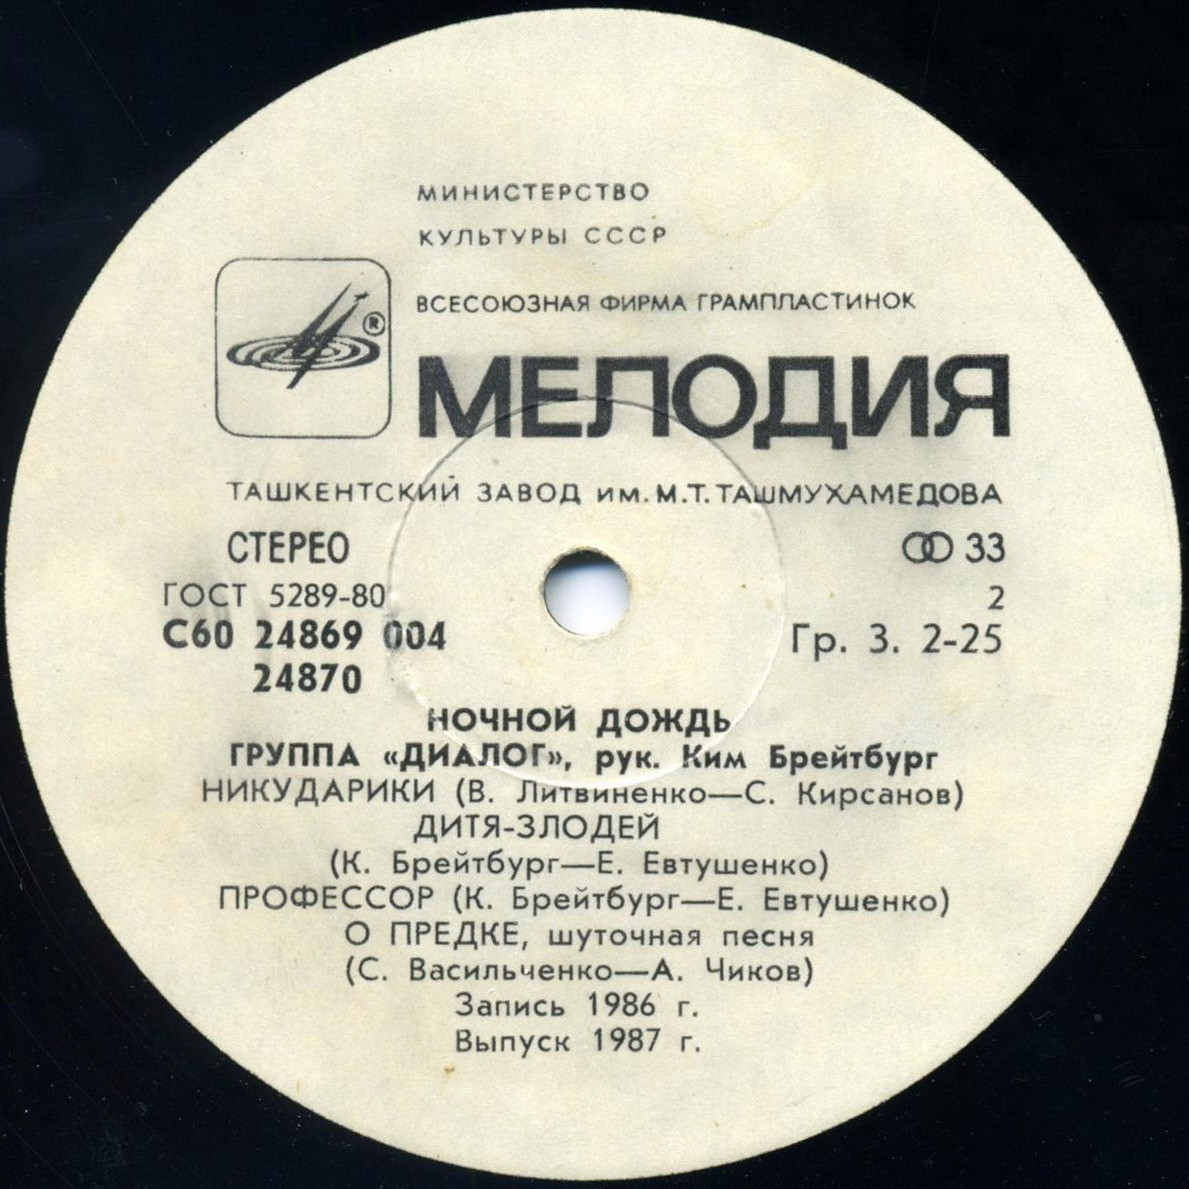 МИНИСТЕРСТВО
КУЛЬТУРЫ СССР
ВСЕСОЮЗНАЯ ФИРМА ГРАМПЛАСТИНОК
®
МЕЛОДИЯ
ТАШКЕНТСКИЙ ЗАВОД им. М.Т. ТАШМУХАМЕДОВА
СТЕРЕО 33
ГОСТ 5289-80 2
С60 24869 004 Гр. 3. 2-25
24870
НОЧНОЙ ДОЖДЬ
ГРУППА «ДИАЛОГ», рук. Ким Брейтбург
НИКУДАРИКИ (В. Литвиненко—С. Кирсанов)
ДИТЯ-ЗЛОДЕЙ
(К. Брейтбург—Е. Евтушенко)
ПРОФЕССОР (К. Брейтбург—Е. Евтушенко)
О ПРЕДКЕ, шуточная песня
(С. Васильченко—А. Чиков)
Запись 1986 г.
Выпуск 1987 г.